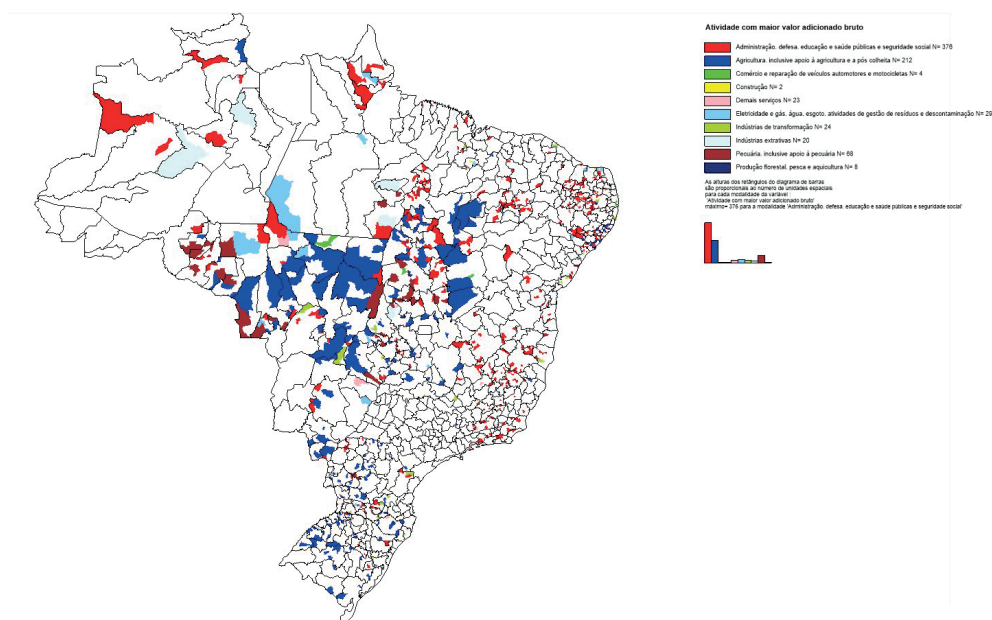 Atividade com maior valor adicionado bruto
Administração, defesa, educação e saúde públicas e seguridade social N= 376
Agricultura, inclusive apoio à agricultura e a pós colheita N= 212
Comércio e reparação de veículos automotores e motocicletas N= 4
Construção N= 2
Demais serviços N= 23
Eletricidade e gás, água, esgoto, atividades de gestão de resíduos e descontaminação N= 29
Indústrias de transformação N= 24
Indústrias extrativas N= 20
Pecuária, inclusive apoio à pecuária N= 68
Produção florestal, pesca e aquicultura N= 8
As alturas dos retângulos do diagrama de barras
são proporcionais ao número de unidades espaciais
para cada modalidade da variável :
'Atividade com maior valor adicionado bruto'
máximo= 376 para a modalidade 'Administração, defesa, educação e saúde públicas e seguridade social'